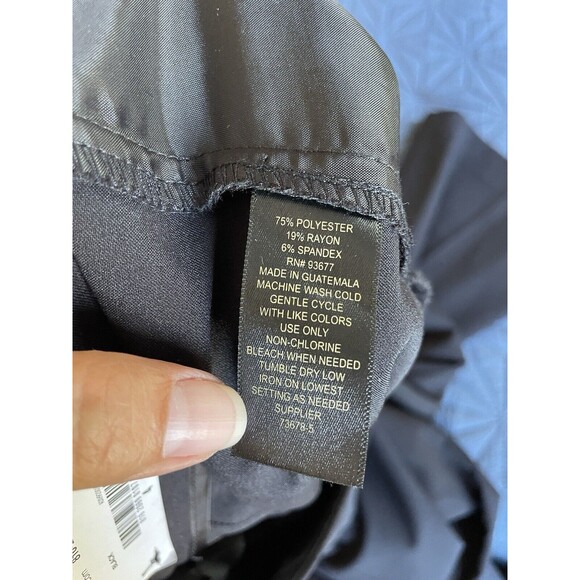 75% POLYESTER
19% RAYON
6% SPANDEX
RN# 93677
MADE IN GUATEMALA
MACHINE WASH COLD
GENTLE CYCLE
WITH LIKE COLORS
USE ONLY
NON-CHLORINE
BLEACH WHEN NEEDED
TUMBLE DRY LOW
IRON ON LOWEST
SETTING AS NEEDED
SUPPLIER
73678-5
BLACK